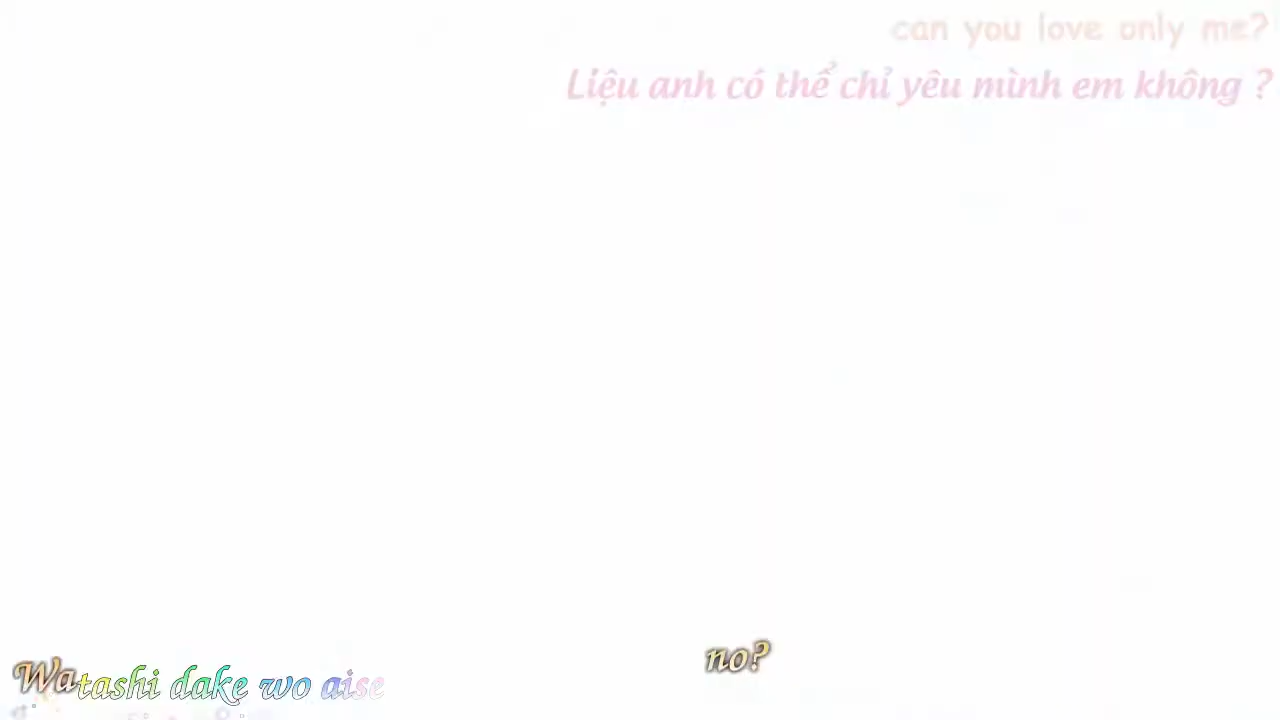 can you love only me?
Liệu anh có thể chỉ yêu mình em không ?
no?
Watashi dake wo aise